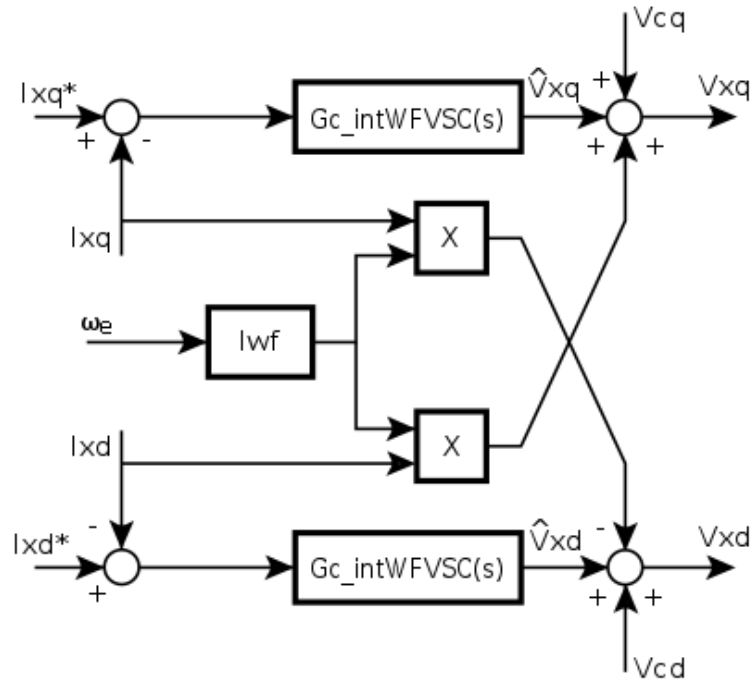 Vcq
Ixq*
Gc_intWFVSC(s)
V̂xq
Vxq
+
+
-
+
+
Ixq
X
ωe
lwf
Ixd
X
-
-
Ixd*
Gc_intWFVSC(s)
V̂xd
Vxd
+
+
+
Vcd